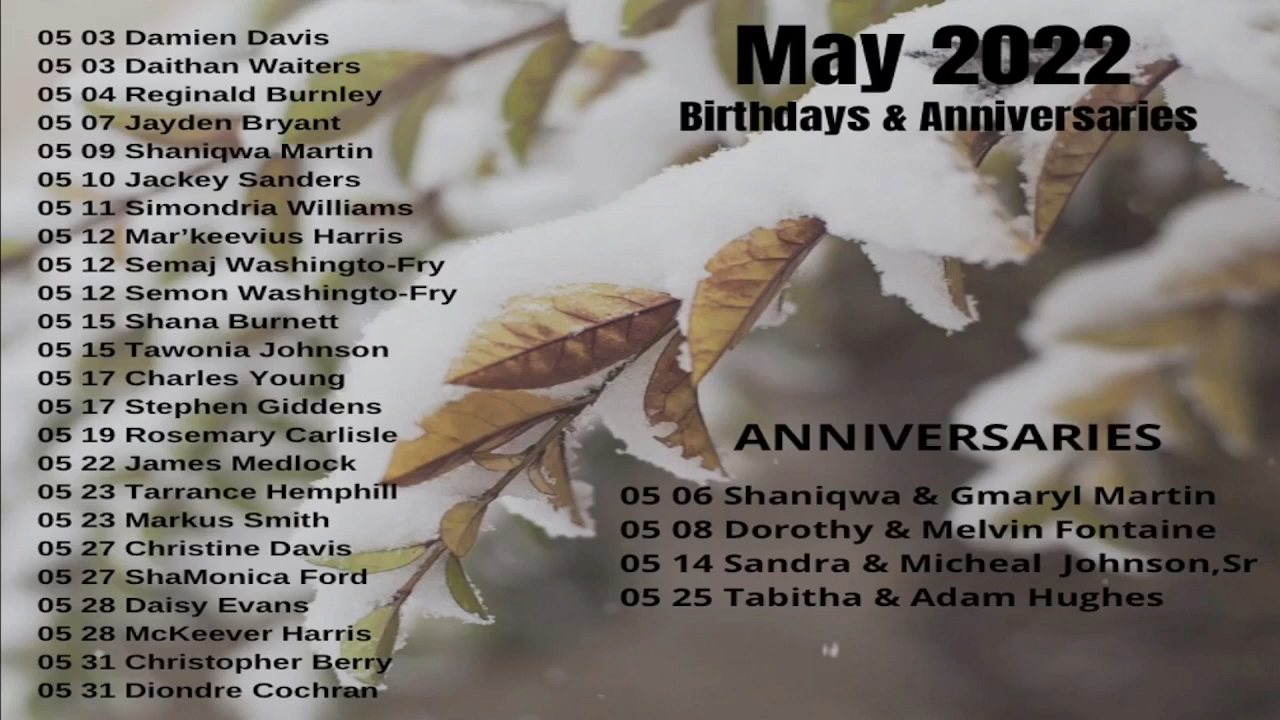 May 2022
Birthdays & Anniversaries
05 03 Damien Davis
05 03 Daithan Waiters
05 04 Reginald Burnley
05 07 Jayden Bryant
05 09 Shaniqwa Martin
05 10 Jackey Sanders
05 11 Simondria Williams
05 12 Mar’keevius Harris
05 12 Semaj Washingto-Fry
05 12 Semon Washingto-Fry
05 15 Shana Burnett
05 15 Tawonia Johnson
05 17 Charles Young
05 17 Stephen Giddens
05 19 Rosemary Carlisle
05 22 James Medlock
05 23 Tarrance Hemphill
05 23 Markus Smith
05 27 Christine Davis
05 27 ShaMonica Ford
05 28 Daisy Evans
05 28 McKeever Harris
05 31 Christopher Berry
05 31 Diondre Cochran
ANNIVERSARIES
05 06 Shaniqwa & Gmaryl Martin
05 08 Dorothy & Melvin Fontaine
05 14 Sandra & Micheal Johnson,Sr
05 25 Tabitha & Adam Hughes